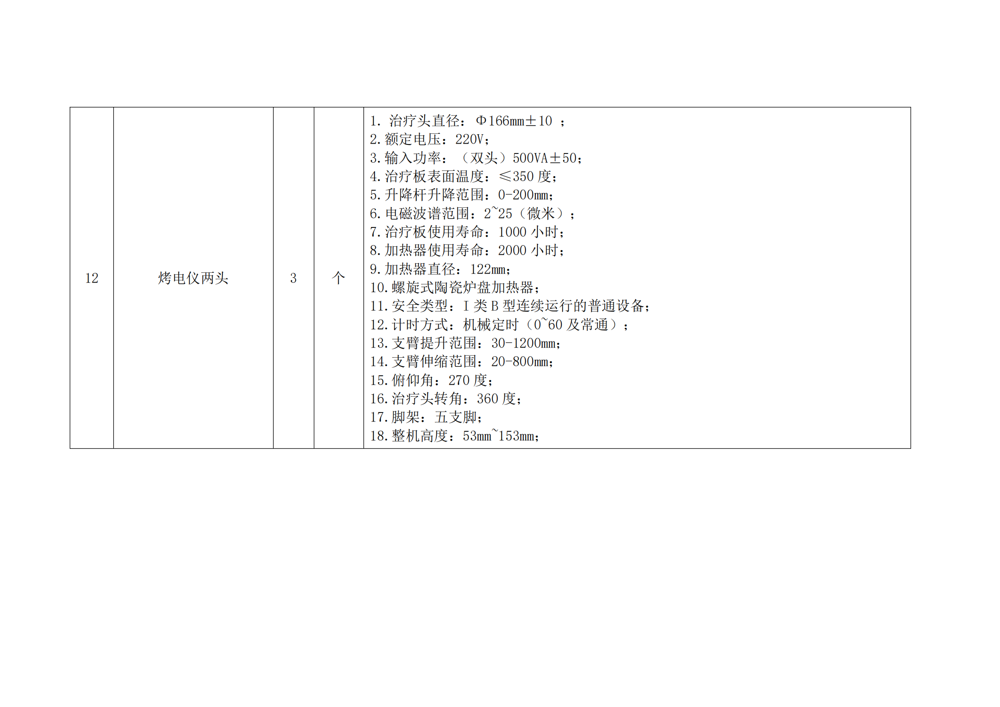 12
烤电仪两头
3
个
1. 治疗头直径：Φ166mm±10 ；
2.额定电压：220V；
3.输入功率：（双头）500VA±50；
4.治疗板表面温度：≤350 度；
5.升降杆升降范围：0-200mm；
6.电磁波谱范围：2~25（微米）；
7.治疗板使用寿命：1000 小时；
8.加热器使用寿命：2000 小时；
9.加热器直径：122mm；
10.螺旋式陶瓷炉盘加热器；
11.安全类型：I 类 B 型连续运行的普通设备；
12.计时方式：机械定时（0~60 及常通）；
13.支臂提升范围：30-1200mm；
14.支臂伸缩范围：20-800mm；
15.俯仰角：270 度；
16.治疗头转角：360 度；
17.脚架：五支脚；
18.整机高度：53mm~153mm；